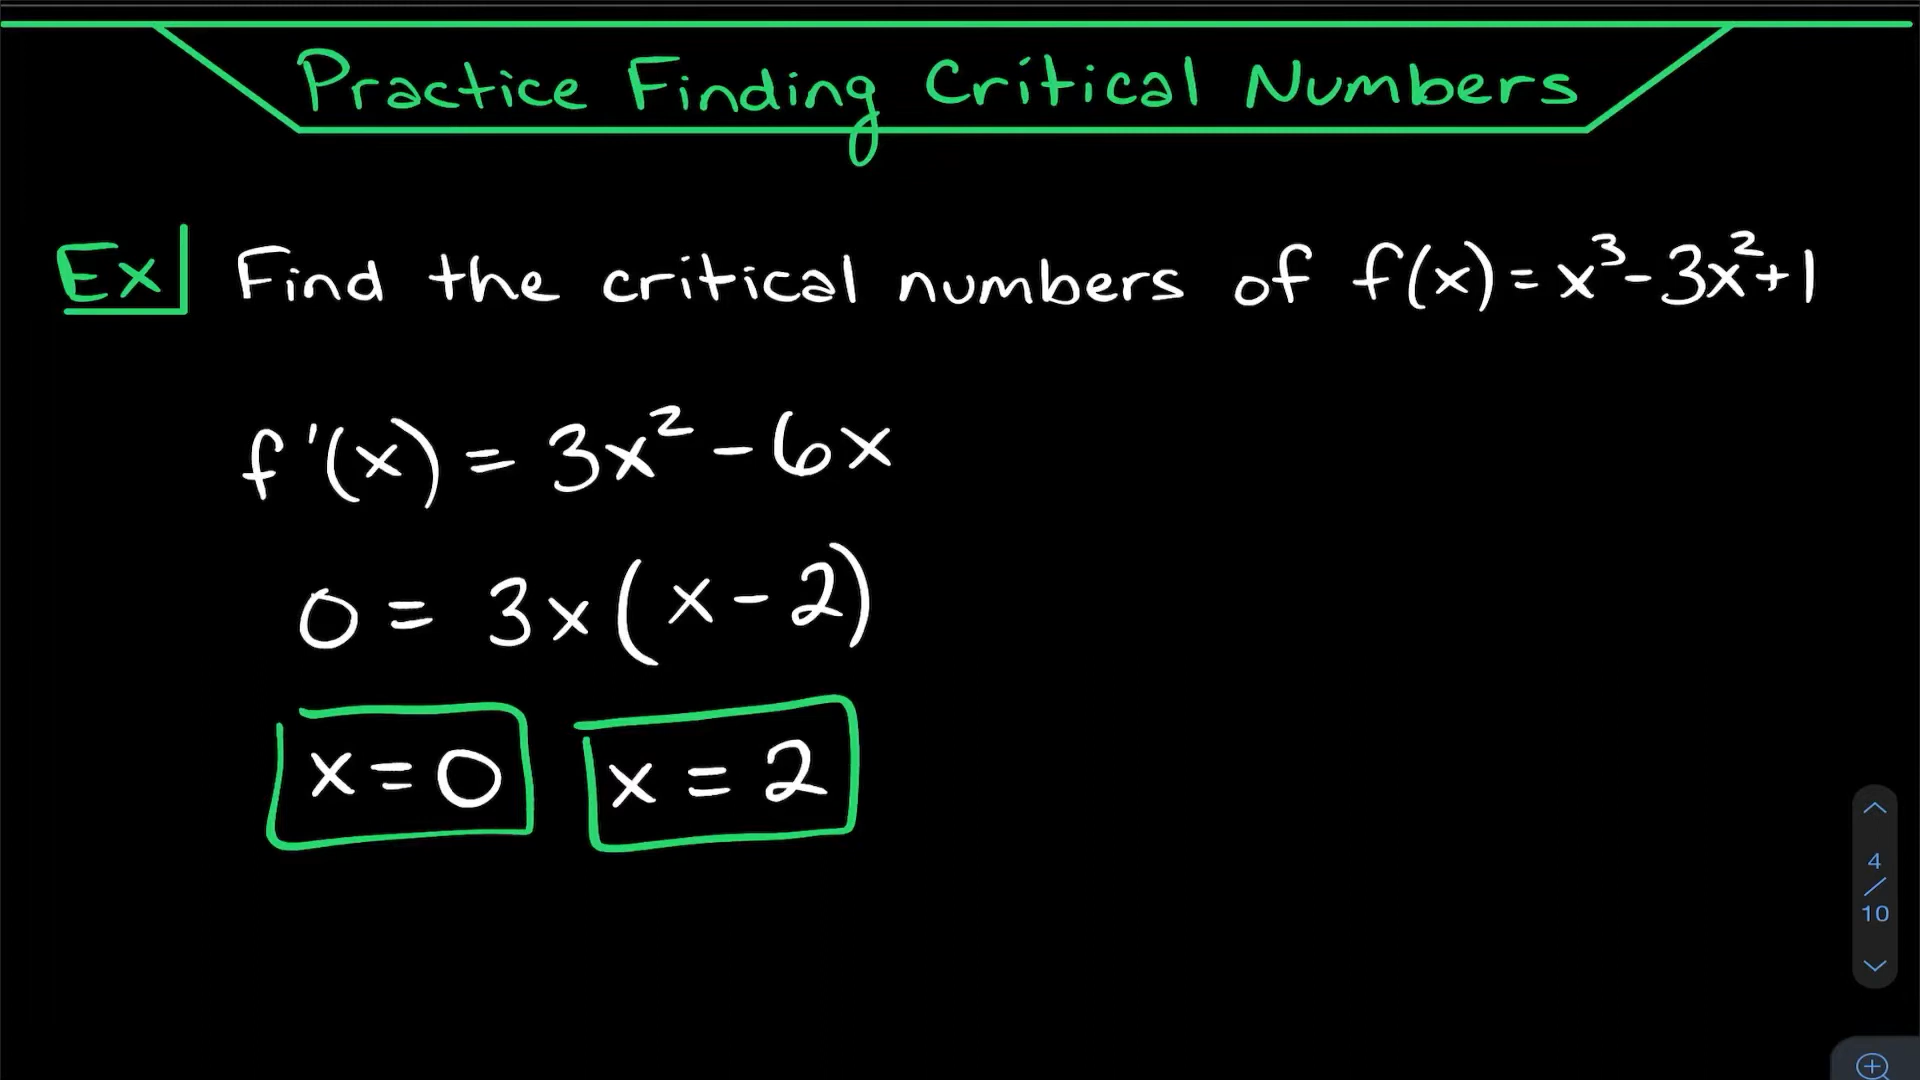 Practice Finding Critical Numbers
Ex Find the critical numbers of f(x) = x³ - 3x² + 1
f'(x) = 3x² - 6x
0 = 3x(x - 2)
x = 0 x = 2
4
/
10